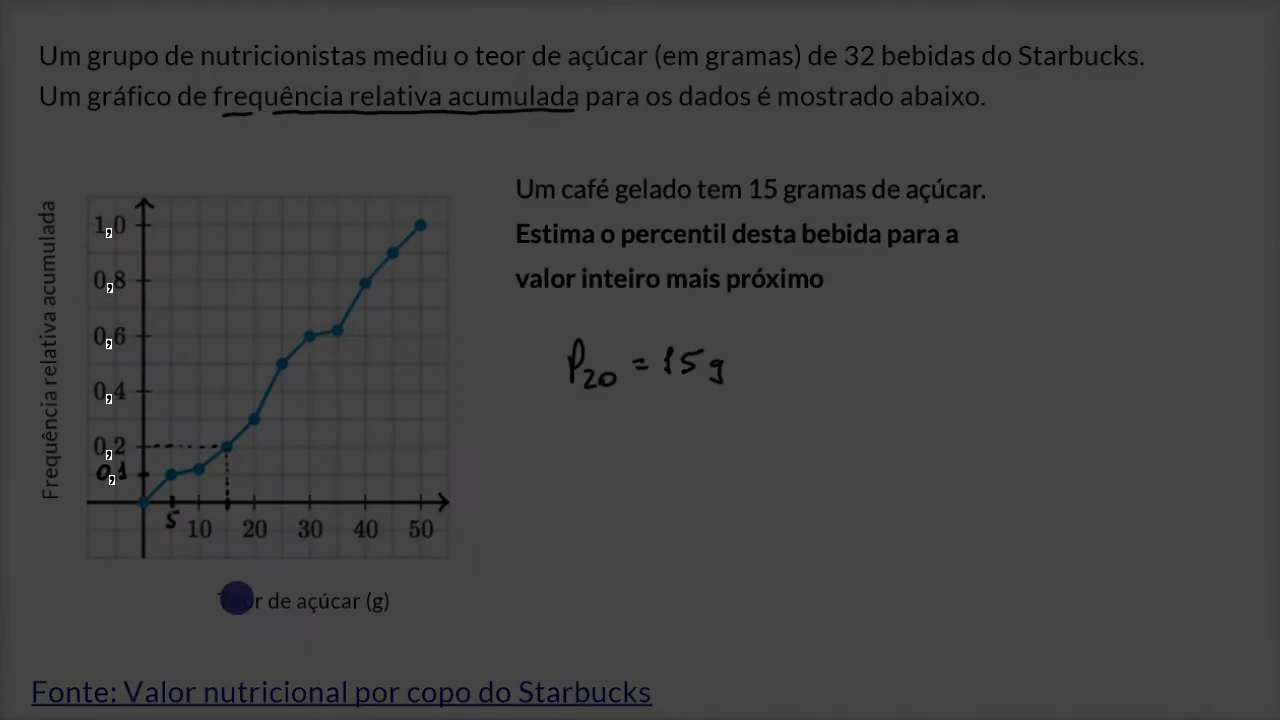 Um grupo de nutricionistas mediu o teor de açúcar (em gramas) de 32 bebidas do Starbucks.
Um gráfico de frequência relativa acumulada para os dados é mostrado abaixo.
Um café gelado tem 15 gramas de açúcar.
Estima o percentil desta bebida para a
valor inteiro mais próximo
P20 = 15 g
Frequência relativa acumulada
1,0
0,8
0,6
0,4
0,2
0,1
5 10 20 30 40 50
Teor de açúcar (g)
Fonte: Valor nutricional por copo do Starbucks